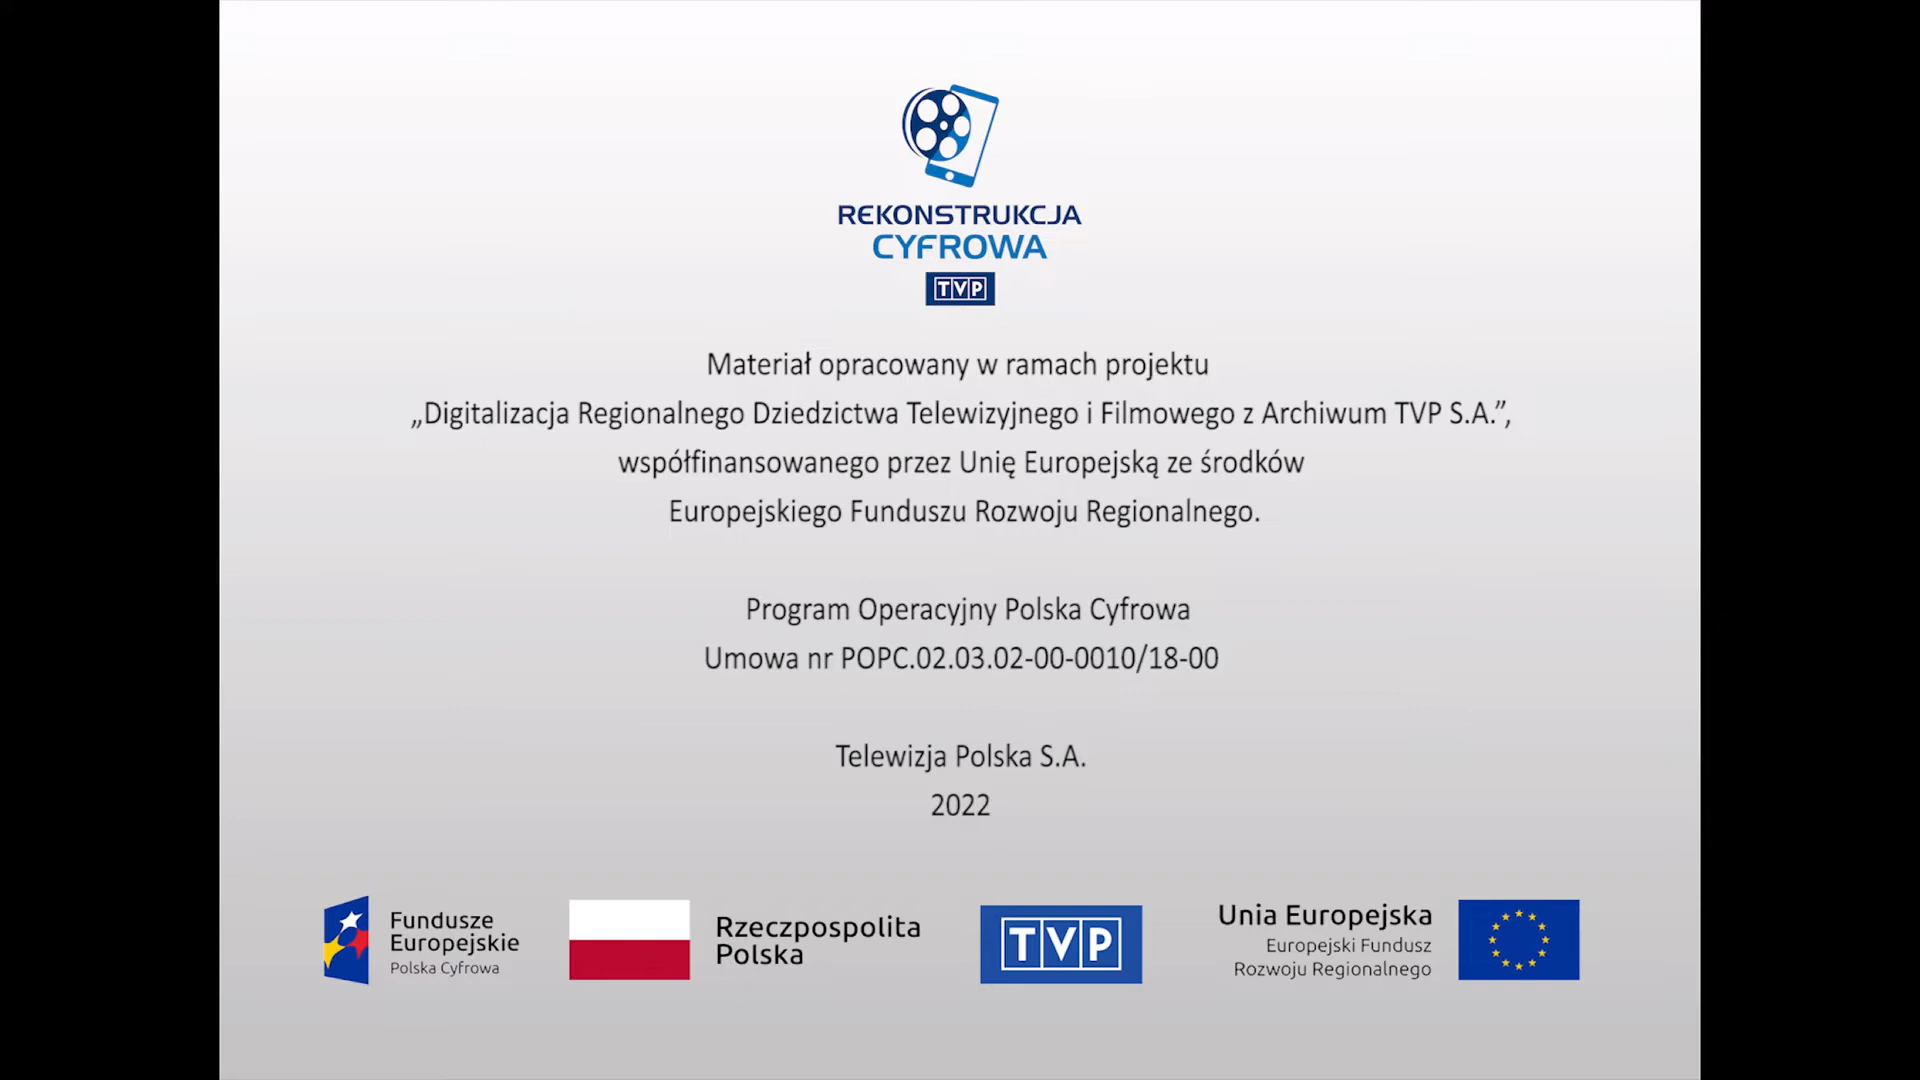 REKONSTRUKCJA
CYFROWA
TVP
Materiał opracowany w ramach projektu
„Digitalizacja Regionalnego Dziedzictwa Telewizyjnego i Filmowego z Archiwum TVP S.A.”,
współfinansowanego przez Unię Europejską ze środków
Europejskiego Funduszu Rozwoju Regionalnego.
Program Operacyjny Polska Cyfrowa
Umowa nr POPC.02.03.02-00-0010/18-00
Telewizja Polska S.A.
2022
Fundusze
Europejskie
Polska Cyfrowa
Rzeczpospolita
Polska
TVP
Unia Europejska
Europejski Fundusz
Rozwoju Regionalnego